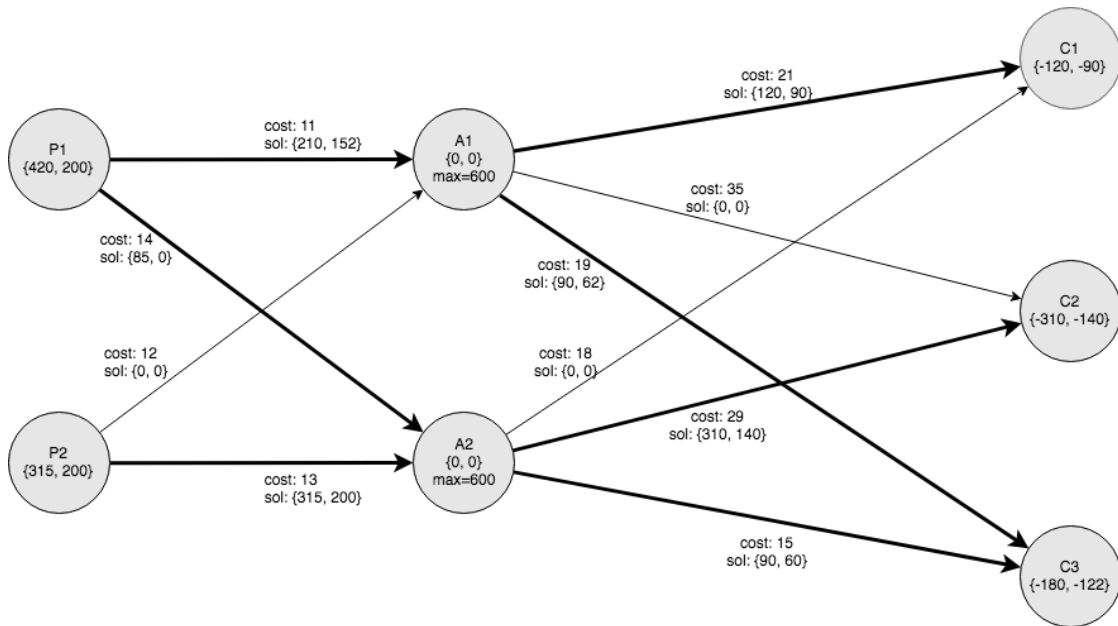 C1
{-120, -90}
cost: 21
sol: {120, 90}
cost: 11
sol: {210, 152}
P1
{420, 200}
A1
{0, 0}
max=600
cost: 35
sol: {0, 0}
cost: 14
sol: {85, 0}
cost: 19
sol: {90, 62}
C2
{-310, -140}
cost: 12
sol: {0, 0}
cost: 18
sol: {0, 0}
cost: 29
sol: {310, 140}
P2
{315, 200}
A2
{0, 0}
max=600
cost: 13
sol: {315, 200}
cost: 15
sol: {90, 60}
C3
{-180, -122}